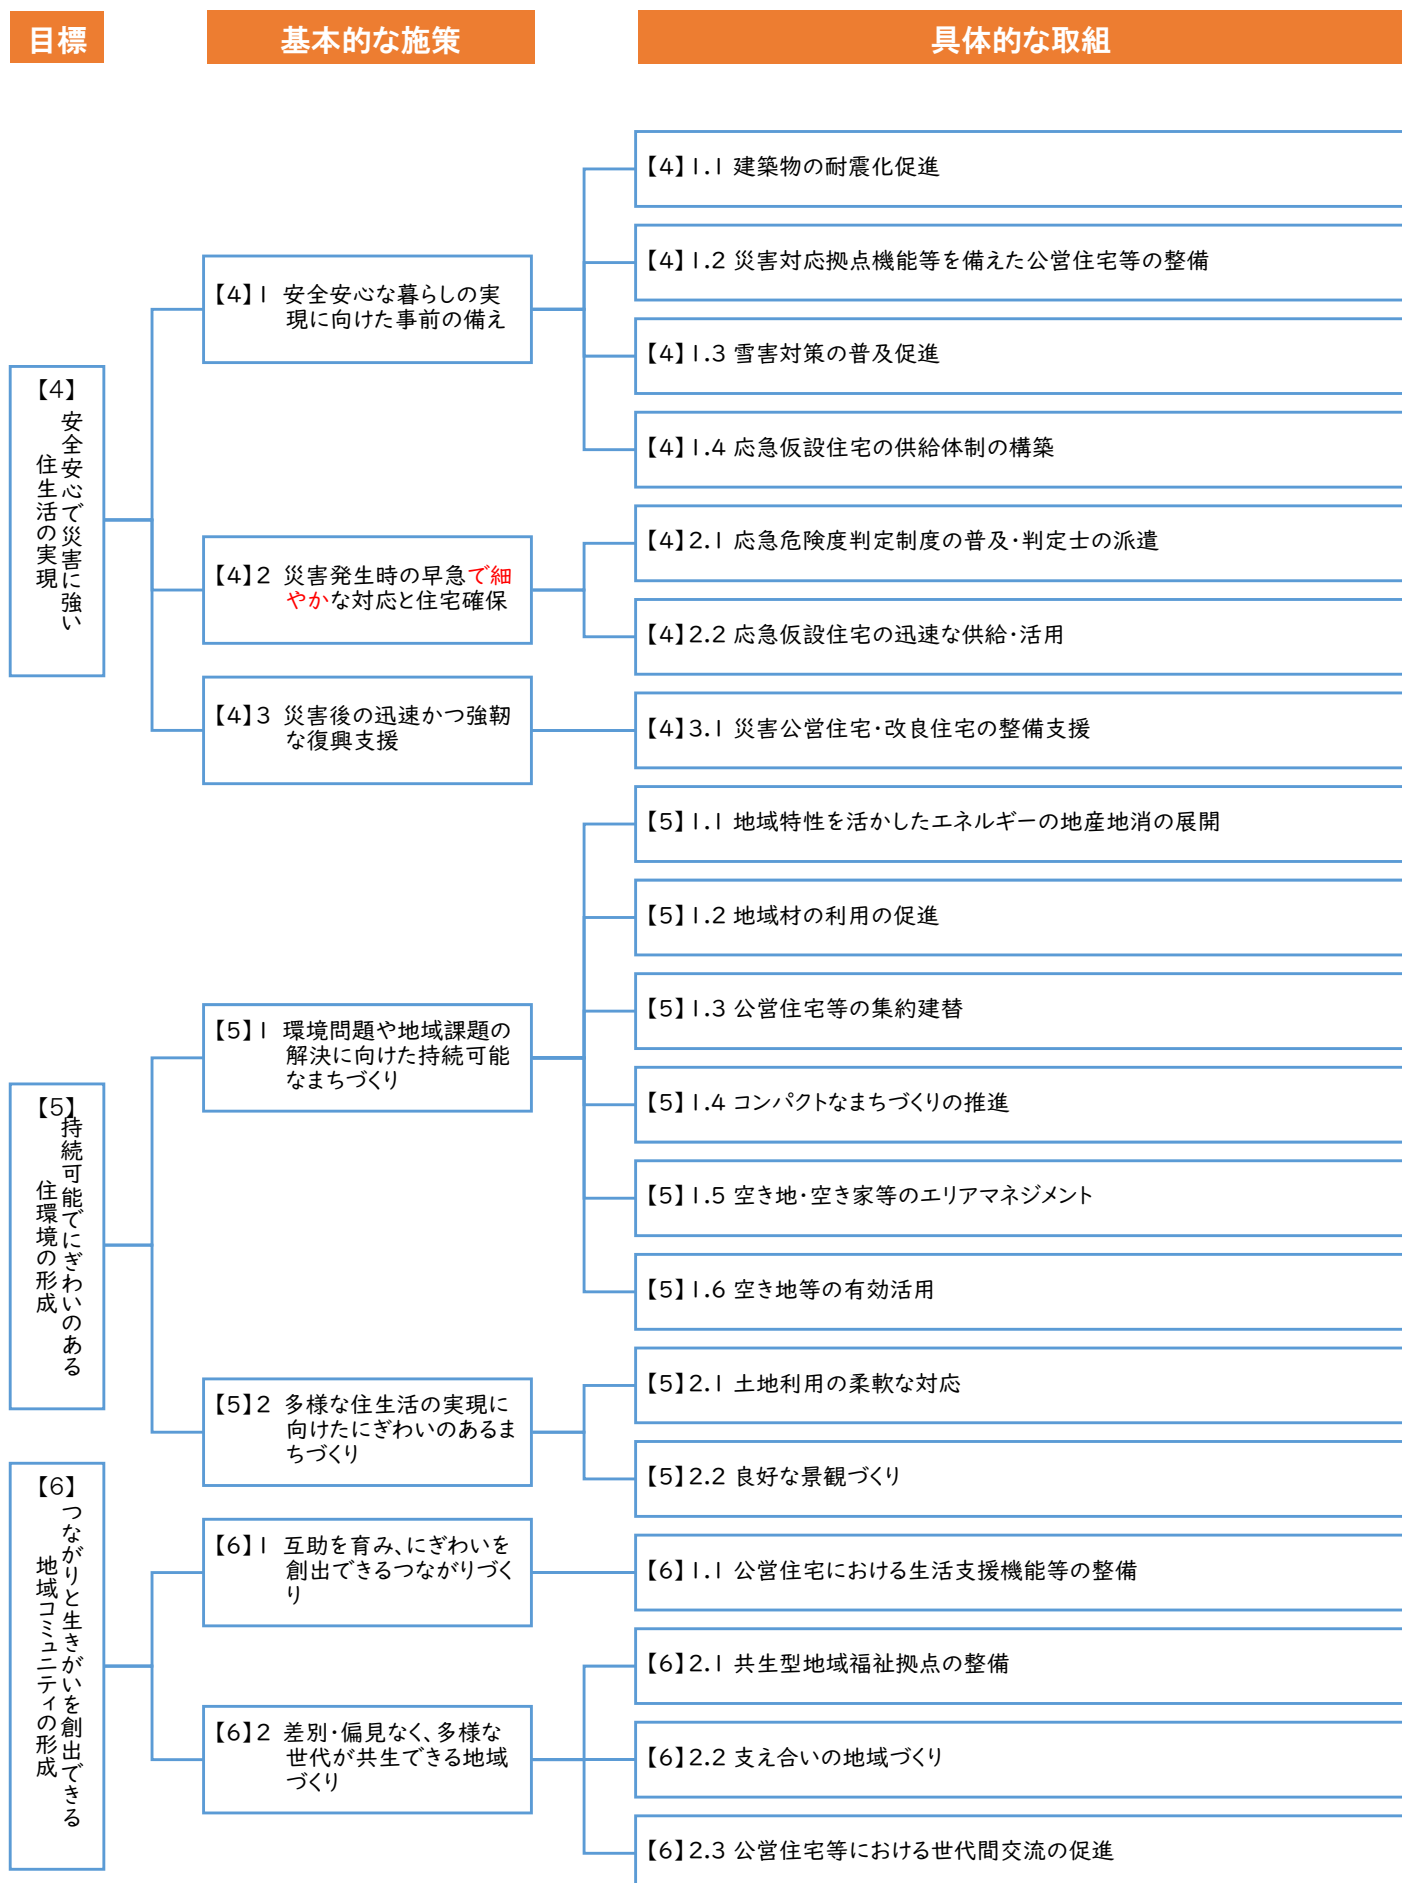 目標
基本的な施策
具体的な取組
【4】
安全安心で災害に強い
住生活の実現
【4】1 安全安心な暮らしの実
現に向けた事前の備え
【4】1.1 建築物の耐震化促進
【4】1.2 災害対応拠点機能等を備えた公営住宅等の整備
【4】1.3 雪害対策の普及促進
【4】1.4 応急仮設住宅の供給体制の構築
【4】2 災害発生時の早急で細
やかな対応と住宅確保
【4】2.1 応急危険度判定制度の普及・判定士の派遣
【4】2.2 応急仮設住宅の迅速な供給・活用
【4】3 災害後の迅速かつ強靭
な復興支援
【4】3.1 災害公営住宅・改良住宅の整備支援
【5】
持続可能でにぎわいのある
住環境の形成
【5】1 環境問題や地域課題の
解決に向けた持続可能
なまちづくり
【5】1.1 地域特性を活かしたエネルギーの地産地消の展開
【5】1.2 地域材の利用の促進
【5】1.3 公営住宅等の集約建替
【5】1.4 コンパクトなまちづくりの推進
【5】1.5 空き地・空き家等のエリアマネジメント
【5】1.6 空き地等の有効活用
【5】2 多様な住生活の実現に
向けたにぎわいのあるま
ちづくり
【5】2.1 土地利用の柔軟な対応
【5】2.2 良好な景観づくり
【6】
つながりと生きがいを創出できる
地域コミュニティの形成
【6】1 互助を育み、にぎわいを
創出できるつながりづく
り
【6】1.1 公営住宅における生活支援機能等の整備
【6】2 差別・偏見なく、多様な
世代が共生できる地域
づくり
【6】2.1 共生型地域福祉拠点の整備
【6】2.2 支え合いの地域づくり
【6】2.3 公営住宅等における世代間交流の促進